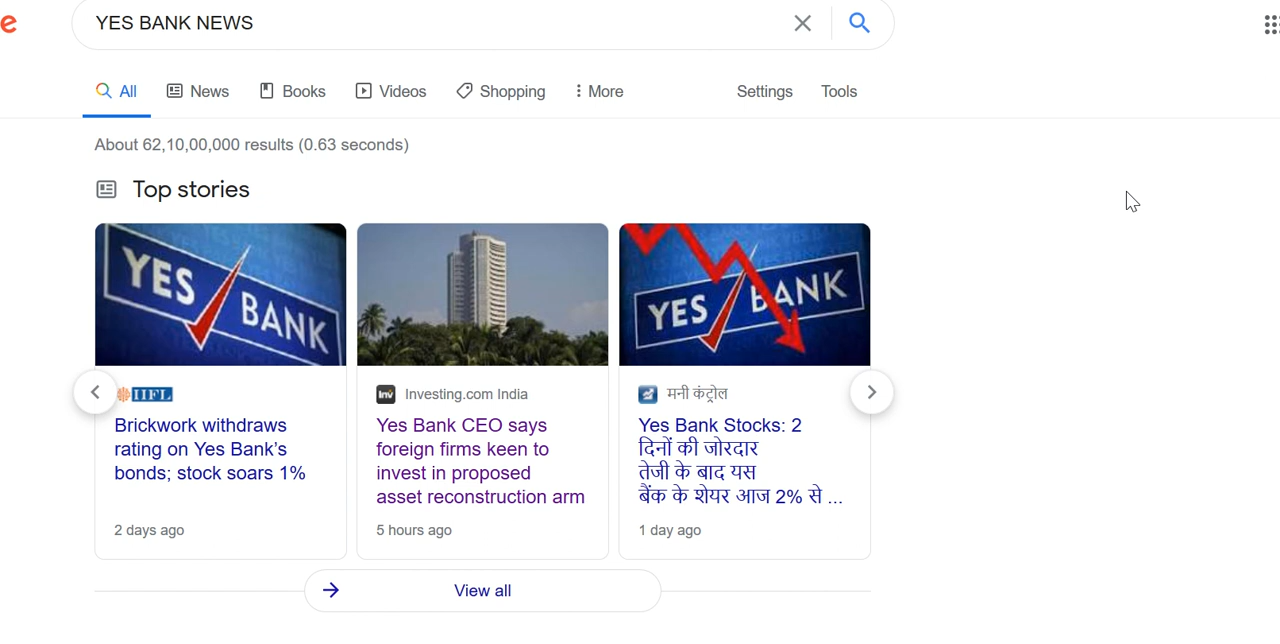 e
YES BANK NEWS
All News Books Videos Shopping More Settings Tools
About 62,10,00,000 results (0.63 seconds)
Top stories
YES BANK
YES BANK
IIFL
Brickwork withdraws
rating on Yes Bank's
bonds; stock soars 1%
2 days ago
Inv Investing.com India
Yes Bank CEO says
foreign firms keen to
invest in proposed
asset reconstruction arm
5 hours ago
मनी कंट्रोल
Yes Bank Stocks: 2
दिनों की जोरदार
तेजी के बाद यस
बैंक के शेयर आज 2% से ...
1 day ago
View all